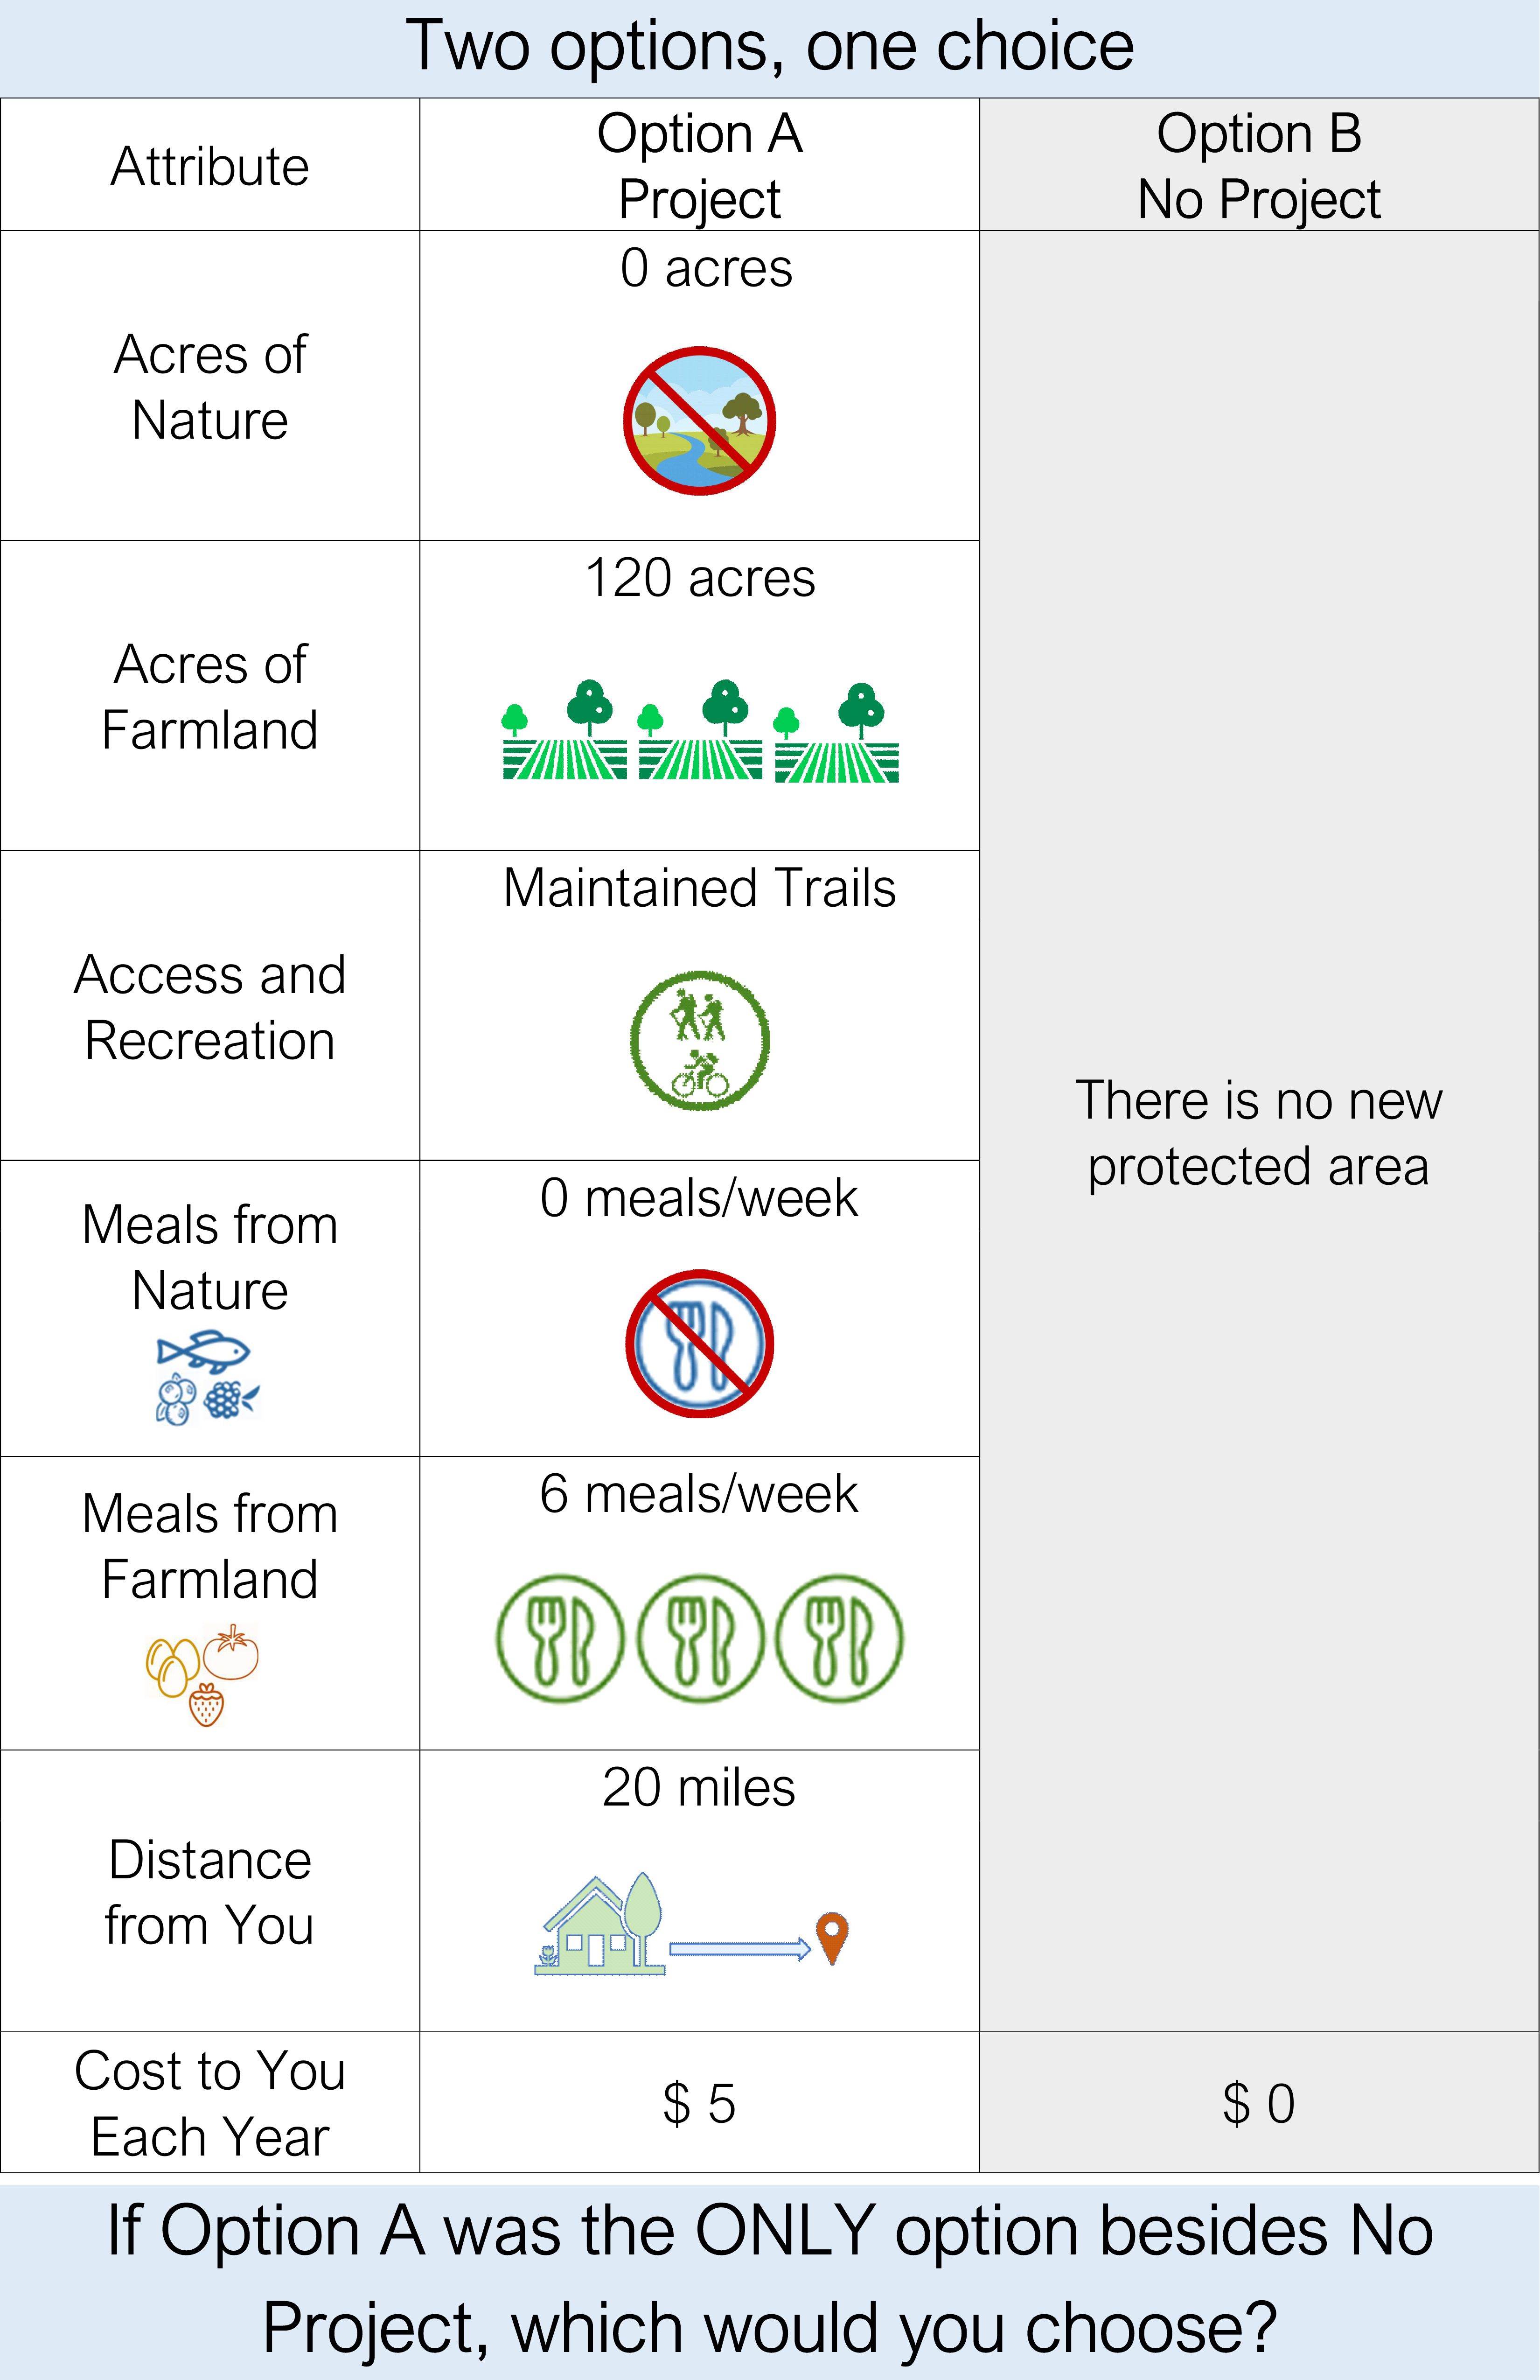 Two options, one choice
Attribute
Option A
Project
Option B
No Project
Acres of
Nature
0 acres
Acres of
Farmland
120 acres
Access and
Recreation
Maintained Trails
There is no new
protected area
Meals from
Nature
0 meals/week
Meals from
Farmland
6 meals/week
Distance
from You
20 miles
Cost to You
Each Year
$ 5
$ 0
If Option A was the ONLY option besides No
Project, which would you choose?